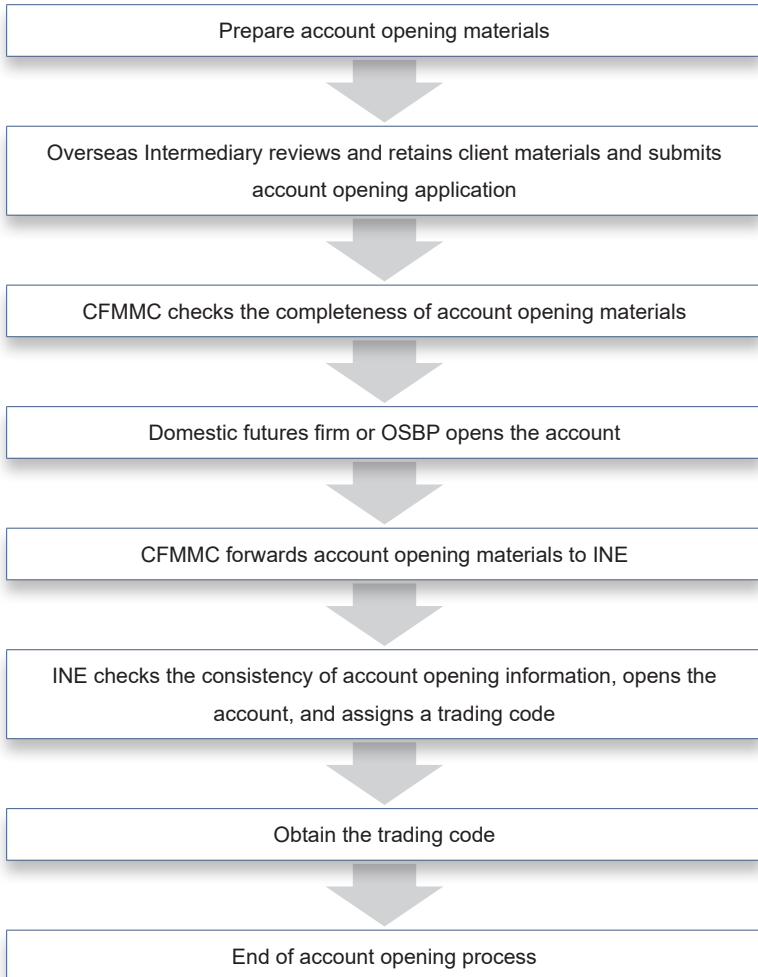 Prepare account opening materials
Overseas Intermediary reviews and retains client materials and submits
account opening application
CFMMC checks the completeness of account opening materials
Domestic futures firm or OSBP opens the account
CFMMC forwards account opening materials to INE
INE checks the consistency of account opening information, opens the
account, and assigns a trading code
Obtain the trading code
End of account opening process